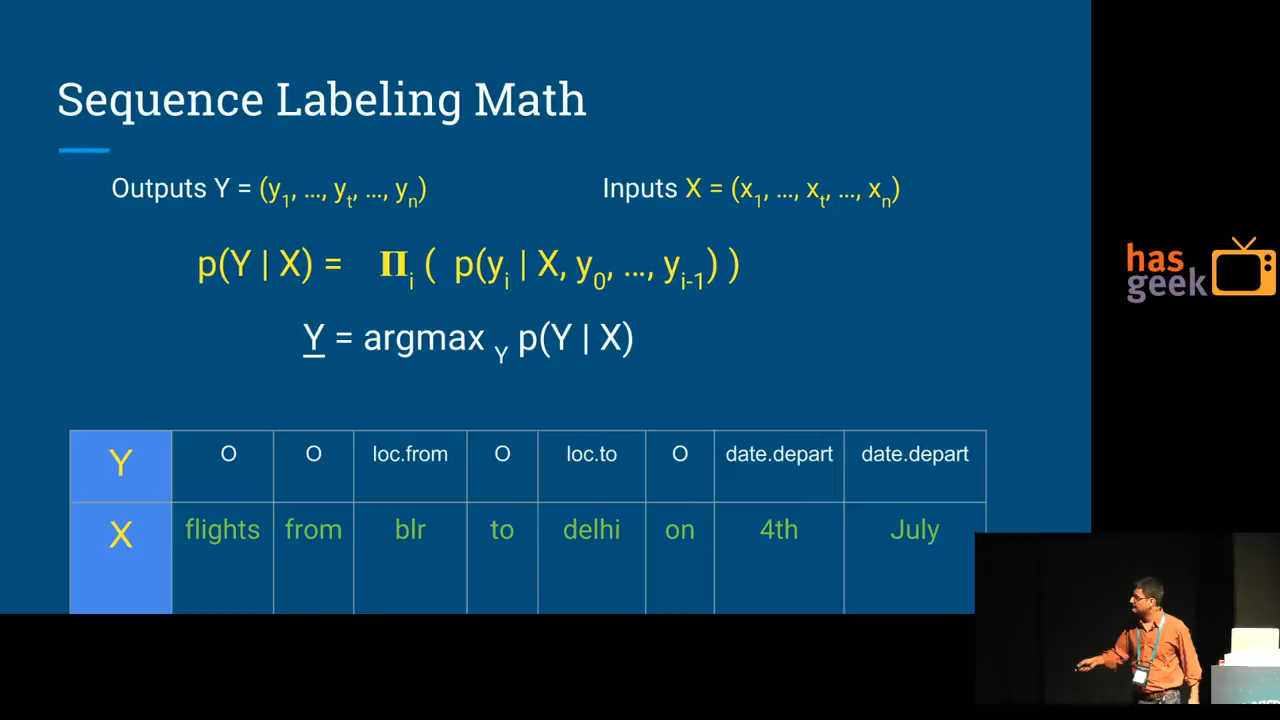 Sequence Labeling Math
Outputs Y = (y1, ..., yt, ..., yn) Inputs X = (x1, ..., xt, ..., xn)
p(Y | X) = Πi ( p(yi | X, y0, ..., yi-1) )
Y = argmax Y p(Y | X)
Y O O loc.from O loc.to O date.depart date.depart
X flights from blr to delhi on 4th July
has
geek